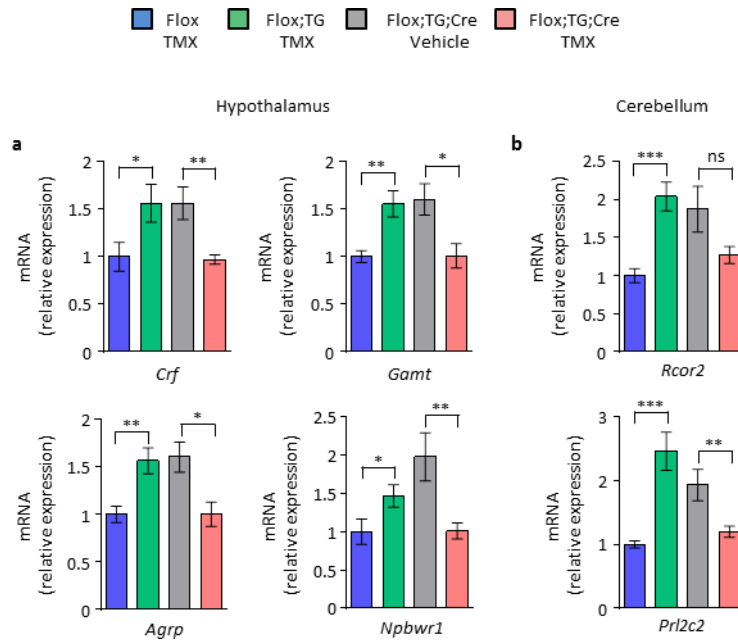 Flox
TMX
Flox;TG
TMX
Flox;TG;Cre
Vehicle
Flox;TG;Cre
TMX
Hypothalamus
Cerebellum
a
mRNA
(relative expression)
2
1.5
1
0.5
0
*
**
Crf
mRNA
(relative expression)
2
1.5
1
0.5
0
**
*
Gamt
b
mRNA
(relative expression)
2.5
2
1.5
1
0.5
0
***
ns
Rcor2
mRNA
(relative expression)
2
1.5
1
0.5
0
**
*
Agrp
mRNA
(relative expression)
2.5
2
1.5
1
0.5
0
*
**
Npbwr1
mRNA
(relative expression)
3
2
1
0
***
**
Prl2c2